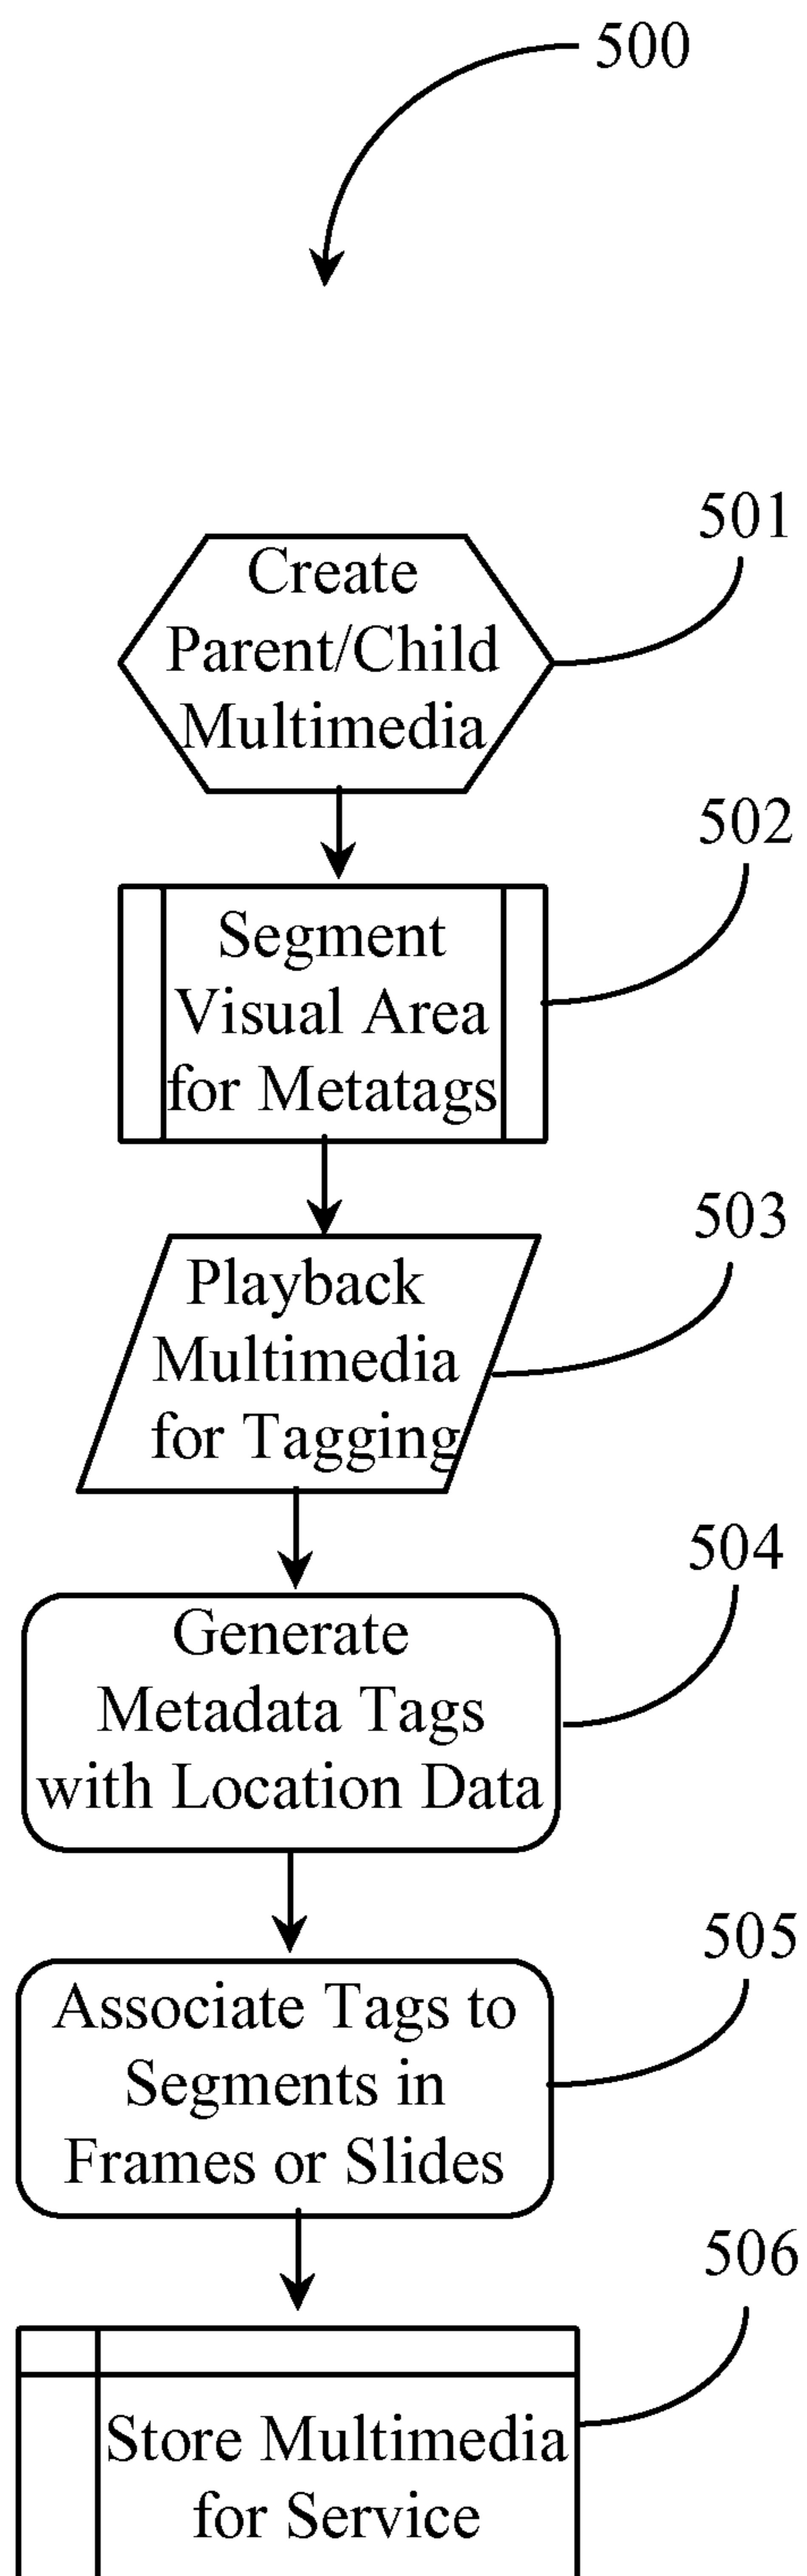 500
501
Create
Parent/Child
Multimedia
502
Segment
Visual Area
for Metatags
503
Playback
Multimedia
for Tagging
504
Generate
Metadata Tags
with Location Data
505
Associate Tags to
Segments in
Frames or Slides
506
Store Multimedia
for Service